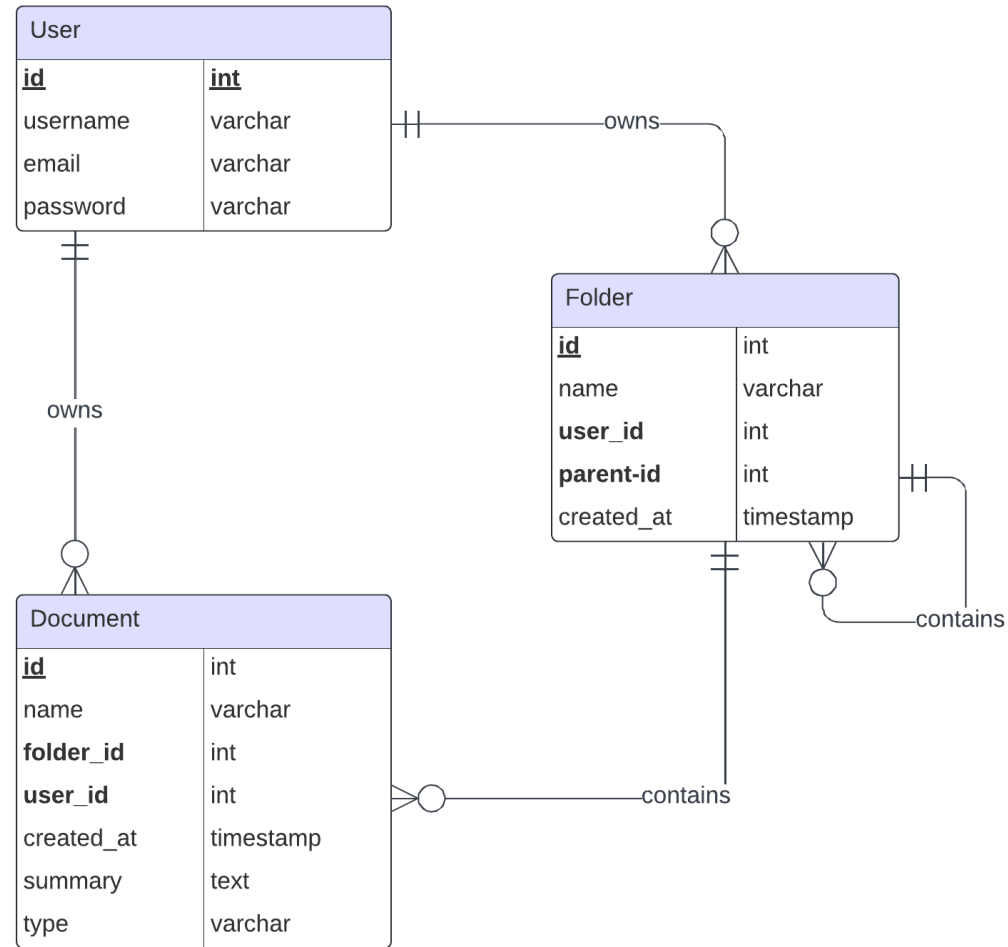 User
id int
username varchar
email varchar
password varchar
owns
owns
Folder
id int
name varchar
user_id int
parent-id int
created_at timestamp
contains
contains
Document
id int
name varchar
folder_id int
user_id int
created_at timestamp
summary text
type varchar